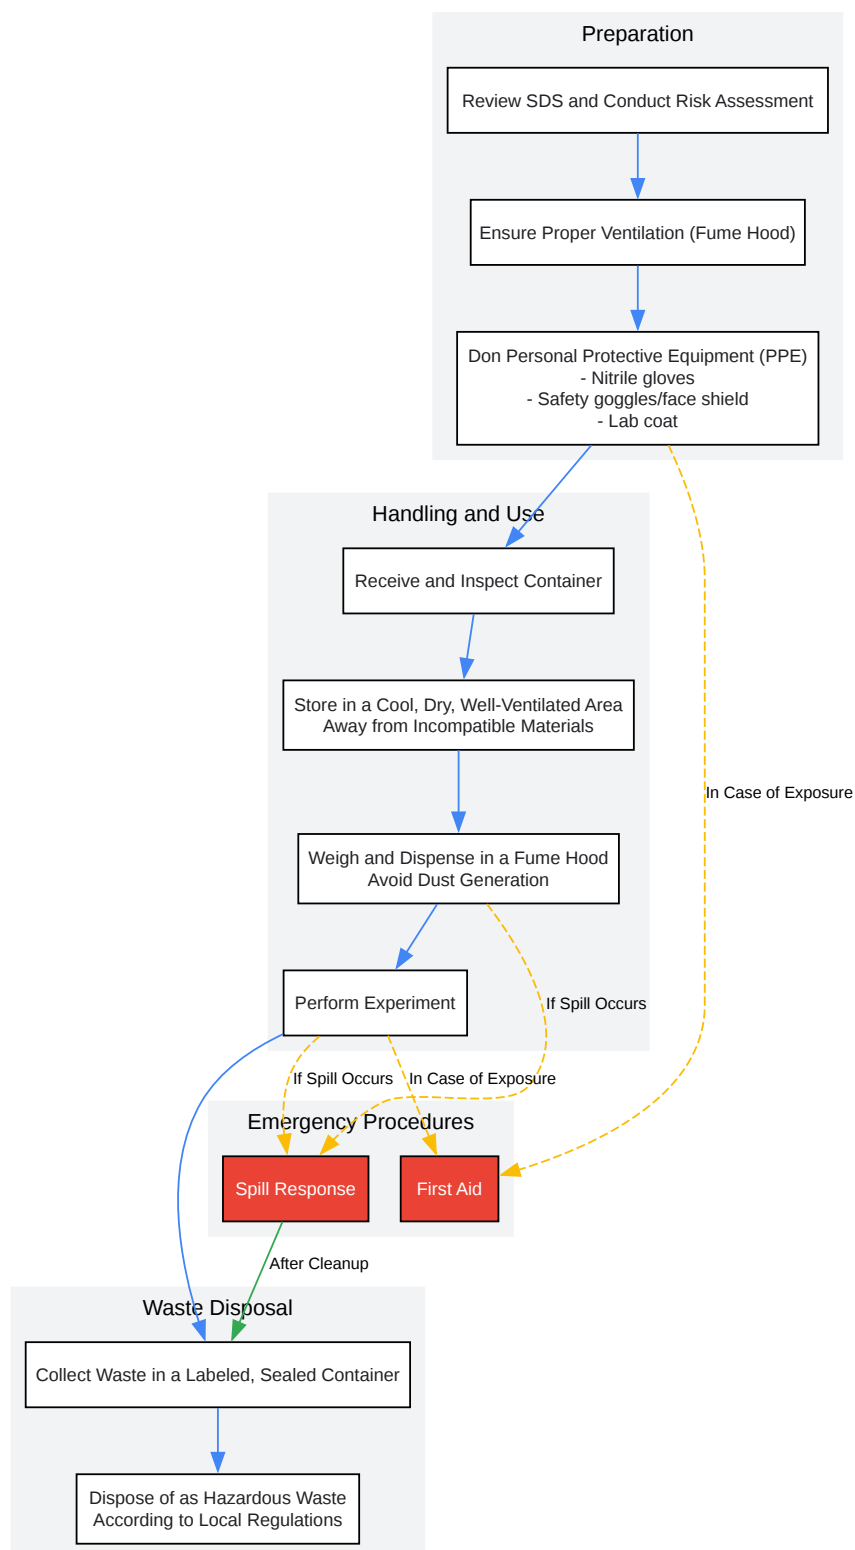 Preparation
Review SDS and Conduct Risk Assessment
Ensure Proper Ventilation (Fume Hood)
Don Personal Protective Equipment (PPE)
- Nitrile gloves
- Safety goggles/face shield
- Lab coat
Handling and Use
Receive and Inspect Container
Store in a Cool, Dry, Well-Ventilated Area
Away from Incompatible Materials
In Case of Exposure
Weigh and Dispense in a Fume Hood
Avoid Dust Generation
Perform Experiment
If Spill Occurs
If Spill Occurs
In Case of Exposure
Emergency Procedures
Spill Response
First Aid
After Cleanup
Waste Disposal
Collect Waste in a Labeled, Sealed Container
Dispose of as Hazardous Waste
According to Local Regulations